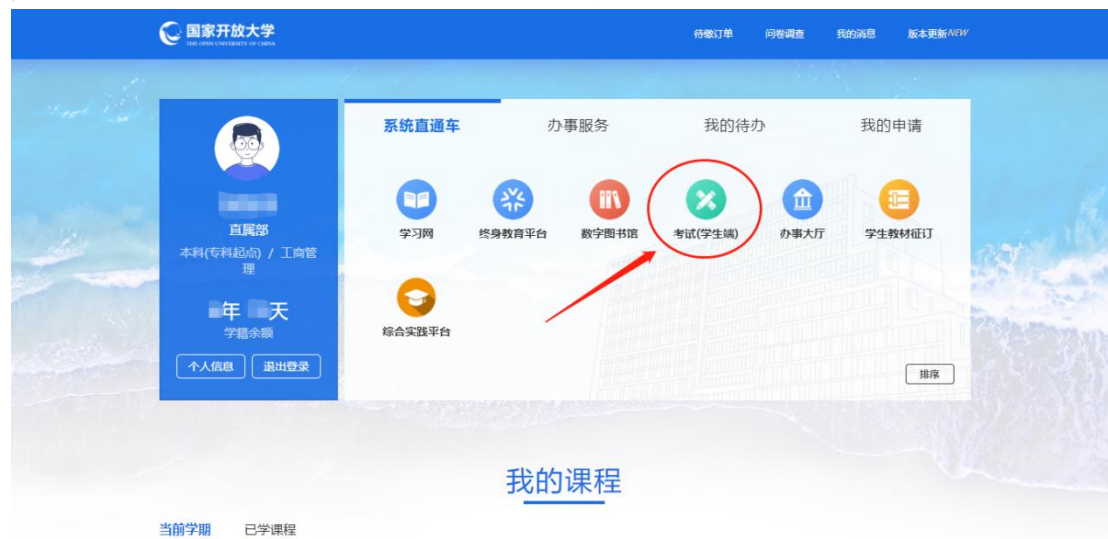 国家开放大学
THE OPEN UNIVERSITY OF CHINA
待缴订单 问卷调查 我的消息 版本更新NEW
系统直通车 办事服务 我的待办 我的申请
直属部
本科(专科起点) / 工商管
理
年 天
学籍余额
个人信息 退出登录
学习网 终身教育平台 数字图书馆 考试(学生端) 办事大厅 学生教材征订
综合实践平台
排序
我的课程
当前学期 已学课程